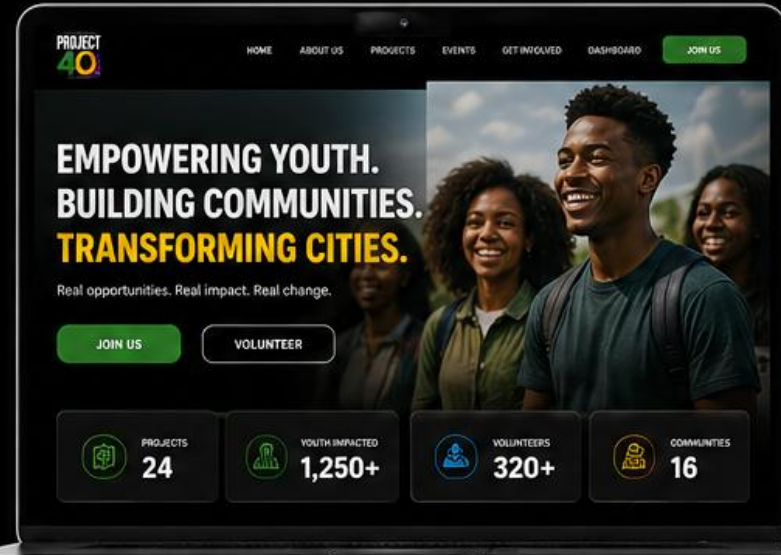 PROJECT
40
HOME ABOUT US PROGECTS EVENTS GET INVOLVED DASHBOARD JOIN US
EMPOWERING YOUTH.
BUILDING COMMUNITIES.
TRANSFORMING CITIES.
Real opportunities. Real impact. Real change.
JOIN US VOLUNTEER
PROJECTS
24
YOUTH IMPACTED
1,250+
VOLUNTEERS
320+
COMMUNITIES
16